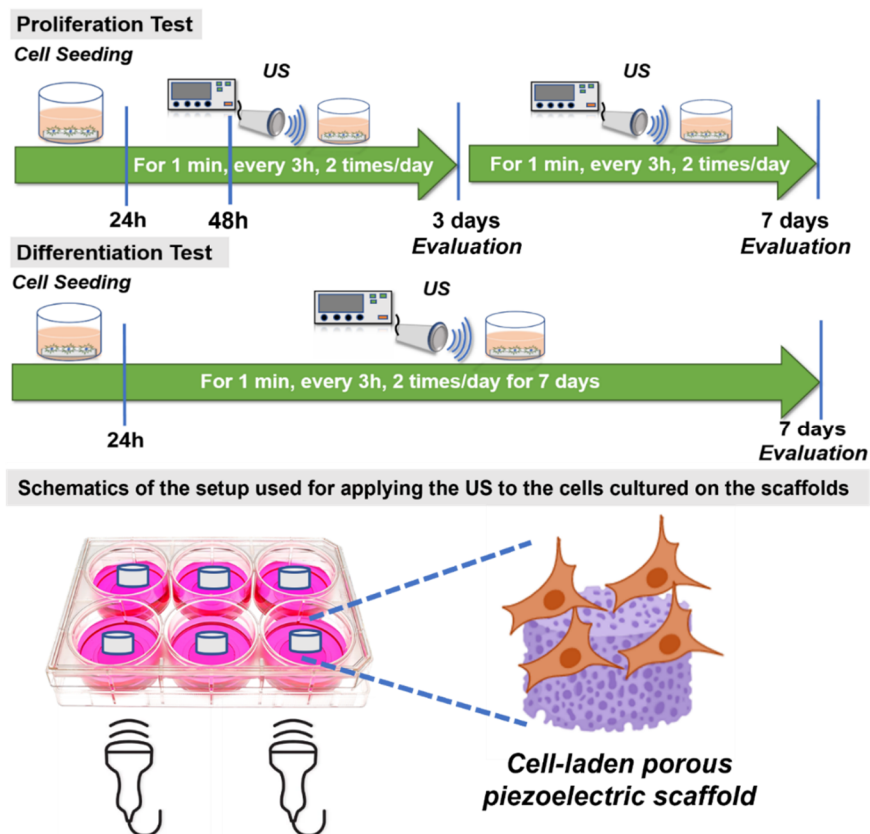 Proliferation Test
Cell Seeding
US
US
For 1 min, every 3h, 2 times/day
For 1 min, every 3h, 2 times/day
24h
48h
3 days
Evaluation
7 days
Evaluation
Differentiation Test
Cell Seeding
US
For 1 min, every 3h, 2 times/day for 7 days
24h
7 days
Evaluation
Schematics of the setup used for applying the US to the cells cultured on the scaffolds
Cell-laden porous
piezoelectric scaffold